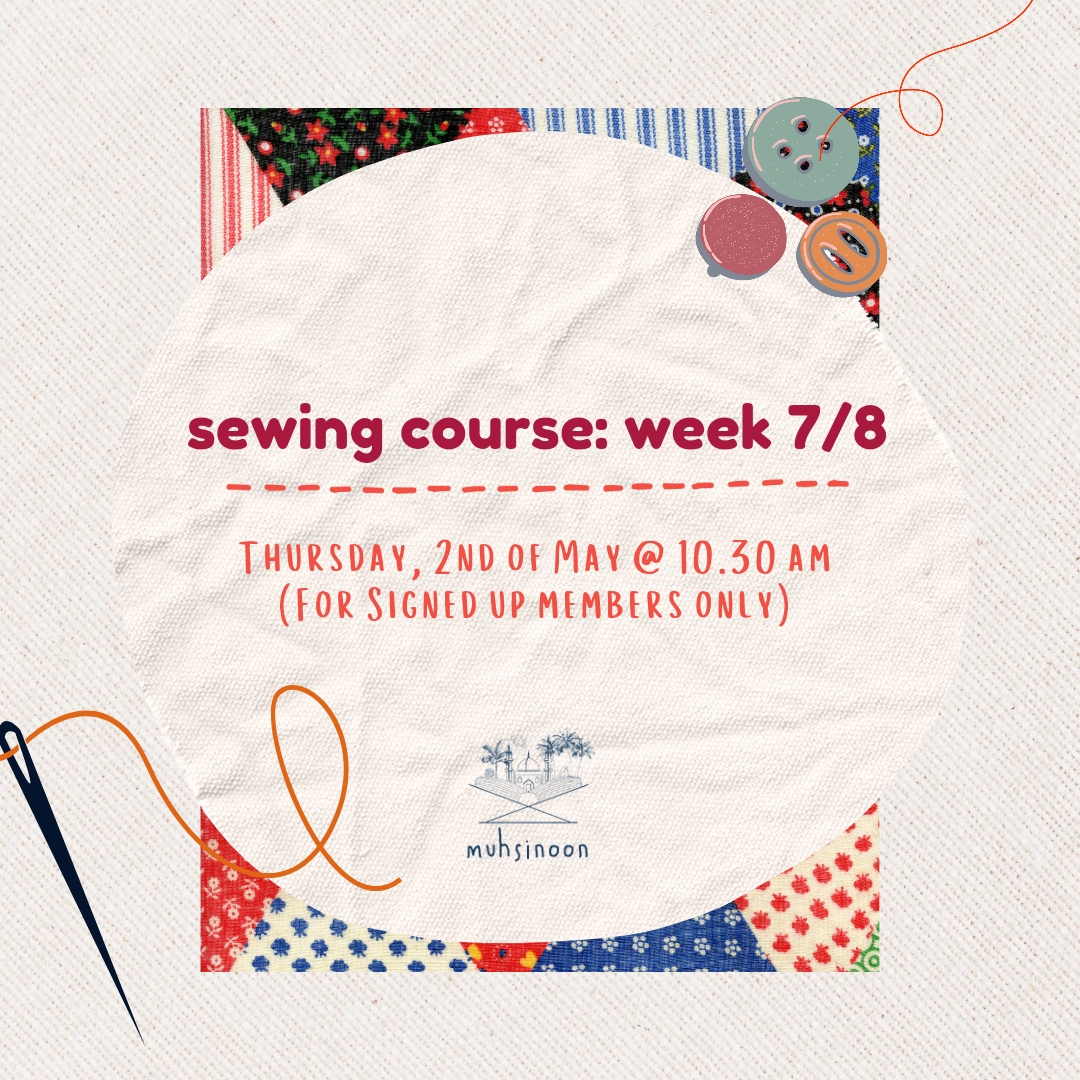 sewing course: week 7/8
Thursday, 2nd of May @ 10.30 am
(For Signed up members only)
muhsinoon